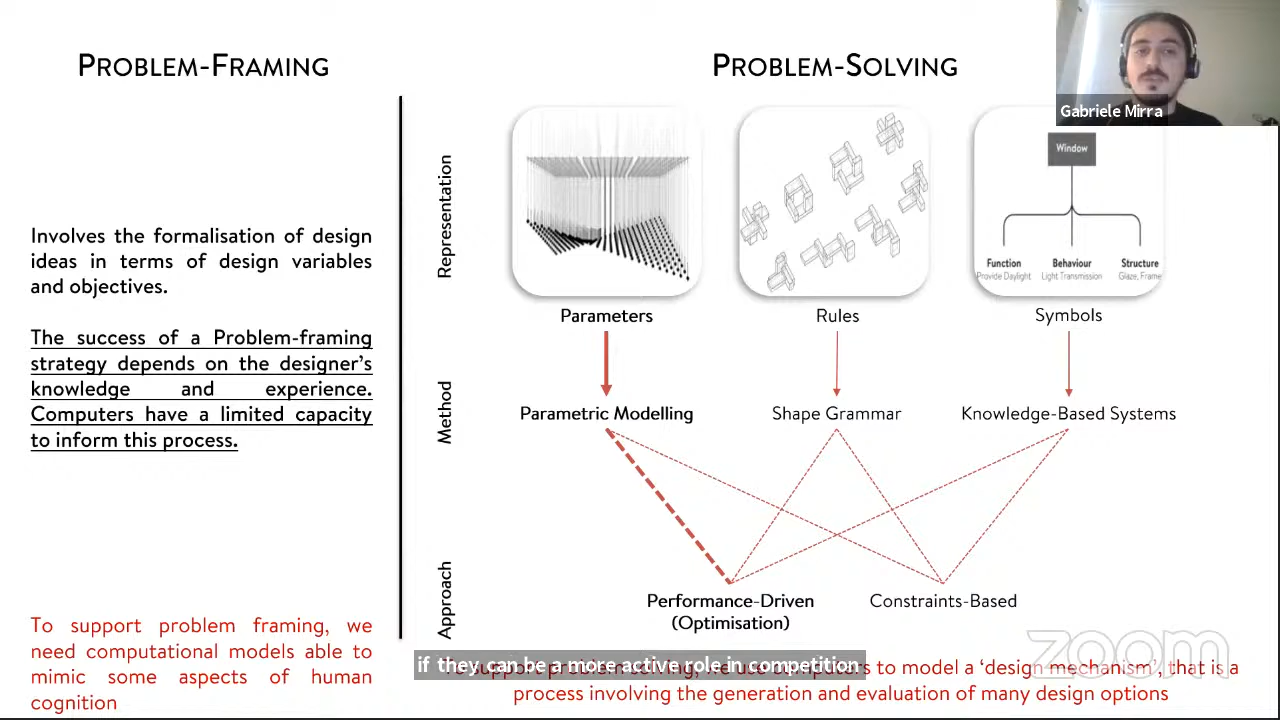 PROBLEM-FRAMING
Involves the formalisation of design
ideas in terms of design variables
and objectives.
The success of a Problem-framing
strategy depends on the designer's
knowledge and experience.
Computers have a limited capacity
to inform this process.
To support problem framing, we
need computational models able to
mimic some aspects of human
cognition
PROBLEM-SOLVING
Gabriele Mirra
Representation
Window
Function
Behaviour
Structure
Provide Daylight
Light Transmission
Glaze, Frame
Parameters
Rules
Symbols
Method
Parametric Modelling
Shape Grammar
Knowledge-Based Systems
Approach
Performance-Driven
(Optimisation)
Constraints-Based
zoom
if they can be a more active role in competition
to model a 'design mechanism', that is a
process involving the generation and evaluation of many design options